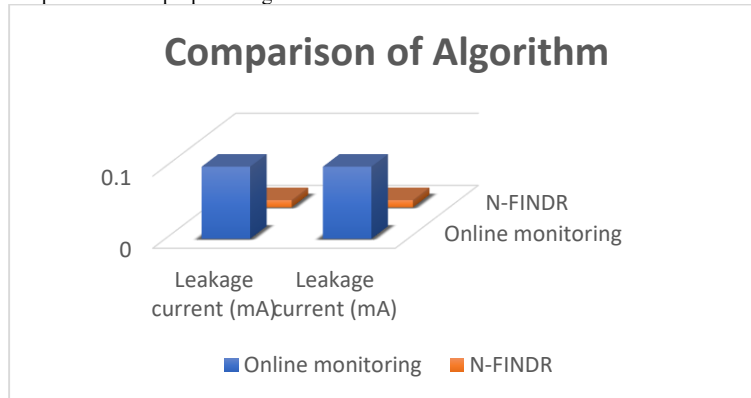 Comparison of Algorithm
0.1
0
N-FINDR
Online monitoring
Leakage current (mA)
Leakage current (mA)
Online monitoring
N-FINDR